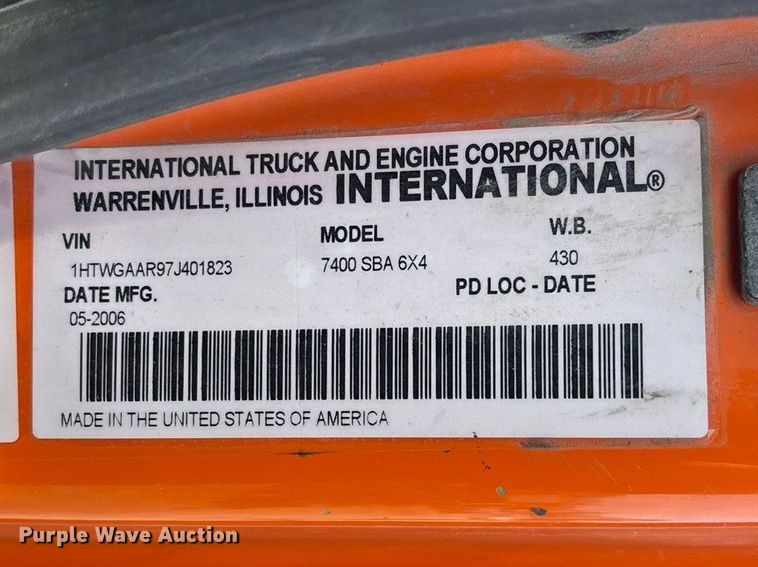 INTERNATIONAL TRUCK AND ENGINE CORPORATION
WARRENVILLE, ILLINOIS INTERNATIONAL®
VIN MODEL W.B.
1HTWGAAR97J401823 7400 SBA 6X4 430
DATE MFG. PD LOC - DATE
05-2006
MADE IN THE UNITED STATES OF AMERICA
Purple Wave Auction